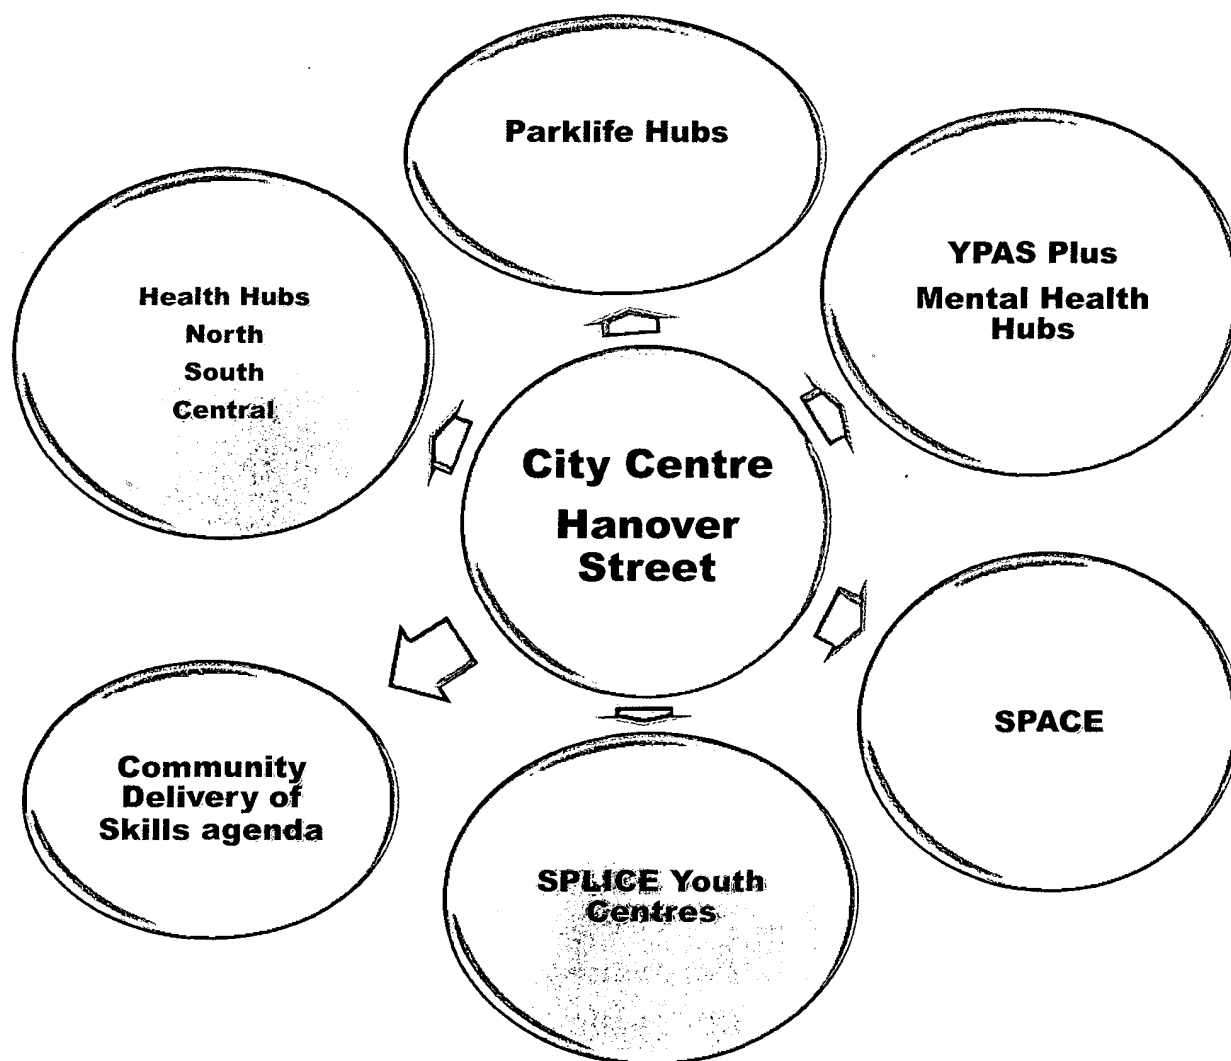 Parklife Hubs
YPAS Plus
Mental Health
Hubs
Health Hubs
North
South
Central
City Centre
Hanover
Street
SPACE
Community
Delivery of
Skills agenda
SPLICE Youth
Centres